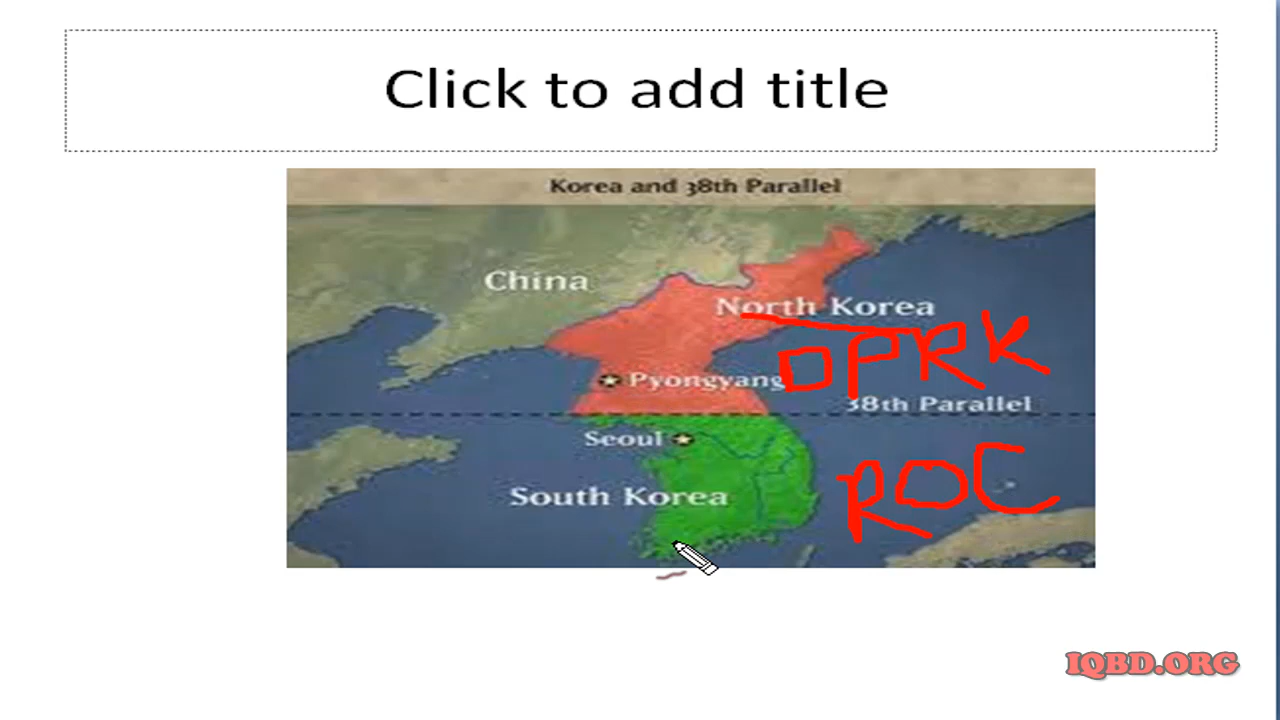 Click to add title
Korea and 38th Parallel
China
North Korea
DPRK
Pyongyang
38th Parallel
Seoul
ROC
South Korea
IQBD.ORG